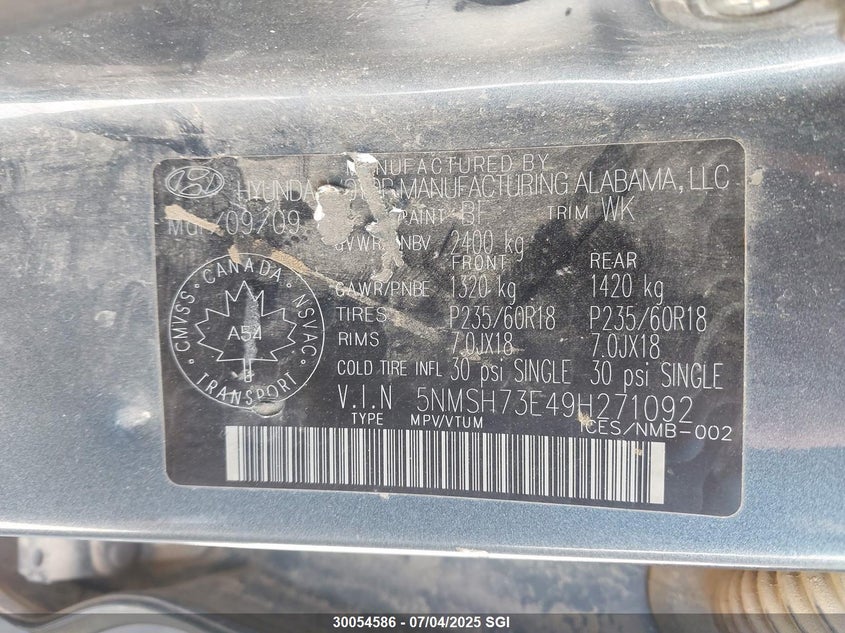 MANUFACTURED BY
HYUNDAI MOTOR MANUFACTURING ALABAMA, LLC
09/09 PAINT BF TRIM WK
GVWR/PNBV 2400 kg
FRONT REAR
GAWR/PNBE 1320 kg 1420 kg
TIRES P235/60R18 P235/60R18
RIMS 7.0JX18 7.0JX18
COLD TIRE INFL 30 psi SINGLE 30 psi SINGLE
V.I.N 5NMSH73E49H271092
TYPE MPV/VTUM ICES/NMB-002
CMVSS · CANADA · NSVAC
A54
TRANSPORT
30054586 - 07/04/2025 SGI